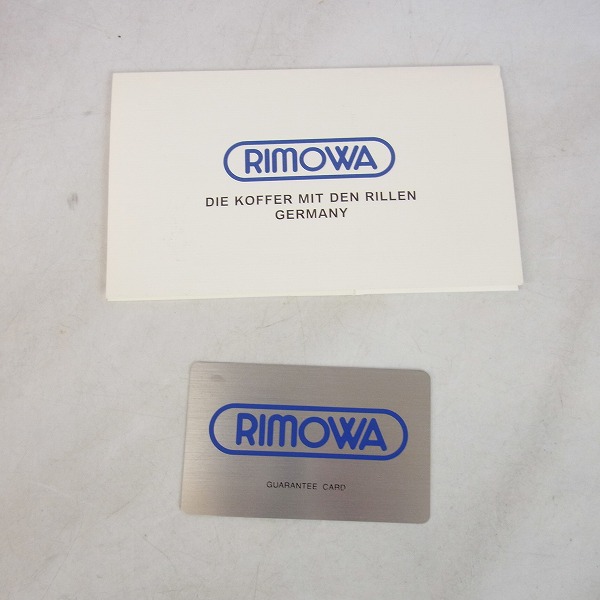 RIMOWA
DIE KOFFER MIT DEN RILLEN
GERMANY
RIMOWA
GUARANTEE CARD